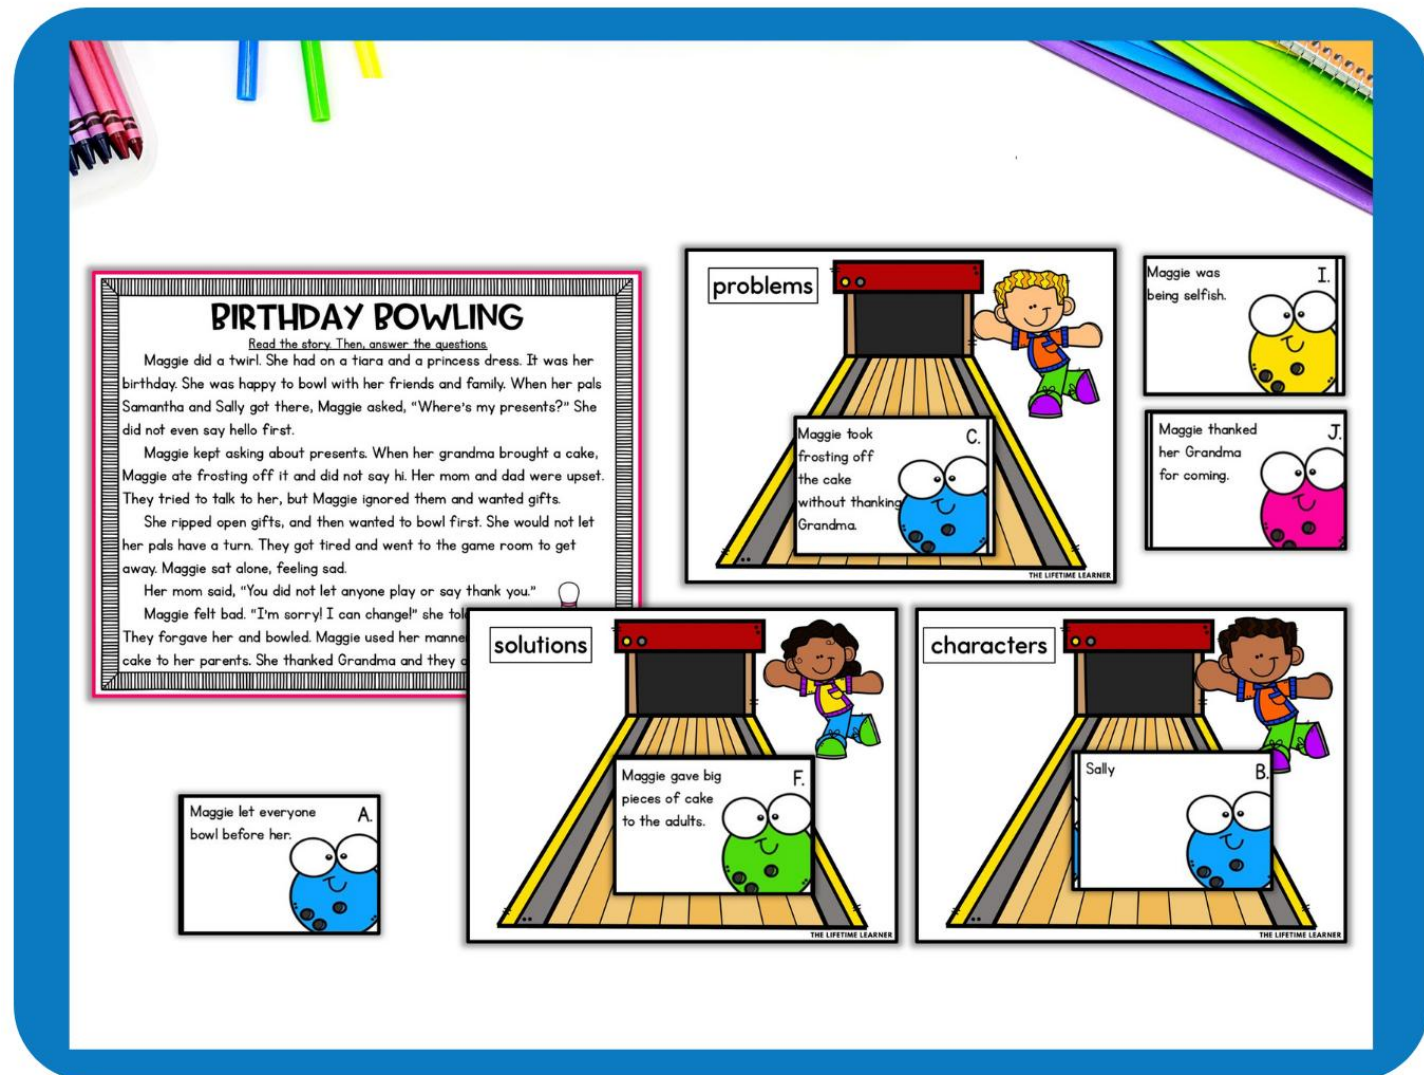 BIRTHDAY BOWLING
Read the story. Then, answer the questions.
Maggie did a twirl. She had on a tiara and a princess dress. It was her
birthday. She was happy to bowl with her friends and family. When her pals
Samantha and Sally got there, Maggie asked, "Where's my presents?" She
did not even say hello first.
Maggie kept asking about presents. When her grandma brought a cake,
Maggie ate frosting off it and did not say hi. Her mom and dad were upset.
They tried to talk to her, but Maggie ignored them and wanted gifts.
She ripped open gifts, and then wanted to bowl first. She would not let
her pals have a turn. They got tired and went to the game room to get
away. Maggie sat alone, feeling sad.
Her mom said, "You did not let anyone play or say thank you."
Maggie felt bad. "I'm sorry! I can change!" she
They forgave her and bowled. Maggie used her
cake to her parents. She thanked Grandma and they
problems
Maggie took
frosting off
the cake
without thanking
Grandma.
C.
THE LIFETIME LEARNER
Maggie was
being selfish.
I.
Maggie thanked
her Grandma
for coming.
J.
solutions
Maggie gave big
pieces of cake
to the adults.
F.
THE LIFETIME LEARNER
characters
Sally
B.
THE LIFETIME LEARNER
Maggie let everyone
bowl before her.
A.